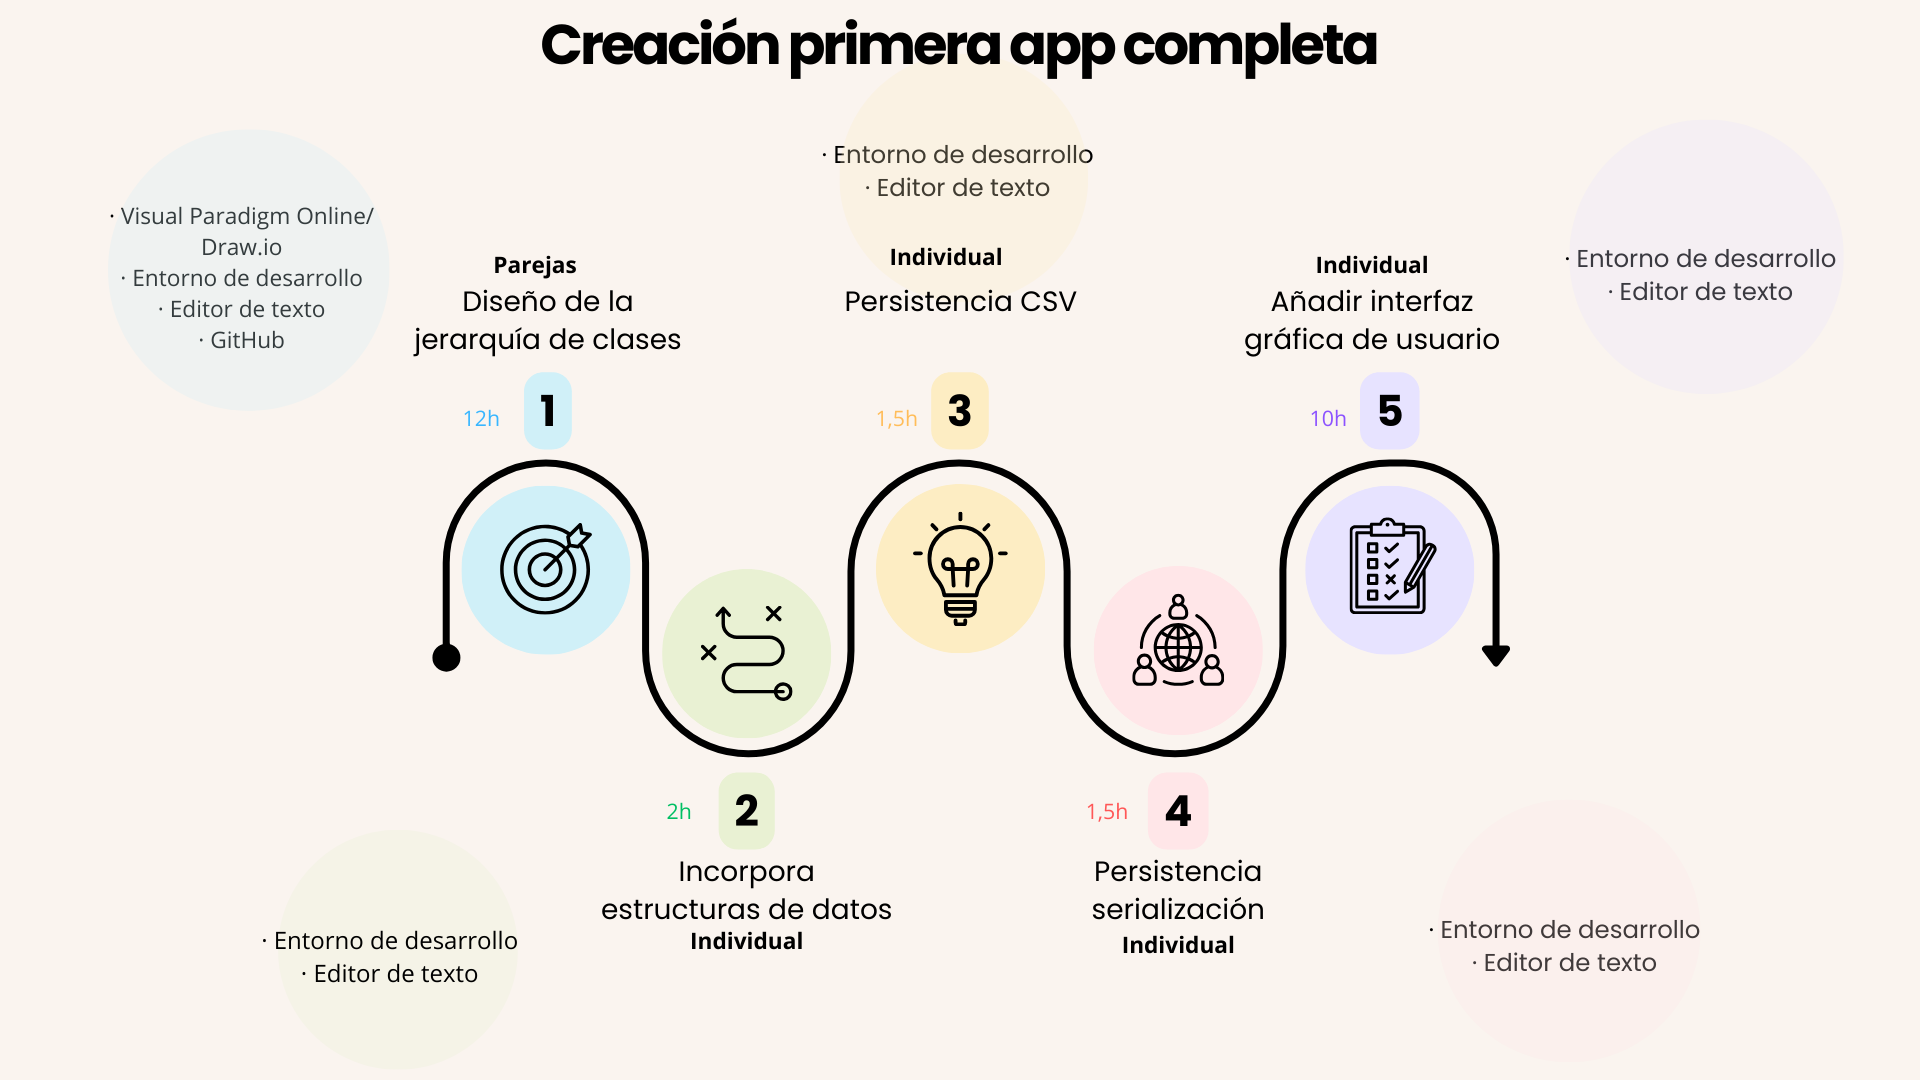 Creación primera app completa
· Visual Paradigm Online/
Draw.io
· Entorno de desarrollo
· Editor de texto
· GitHub
Parejas
Diseño de la
jerarquía de clases
12h
1
· Entorno de desarrollo
· Editor de texto
2h
2
Incorpora
estructuras de datos
Individual
· Entorno de desarrollo
· Editor de texto
Individual
Persistencia CSV
1,5h
3
1,5h
4
Persistencia
serialización
Individual
· Entorno de desarrollo
· Editor de texto
Individual
Añadir interfaz
gráfica de usuario
10h
5
· Entorno de desarrollo
· Editor de texto